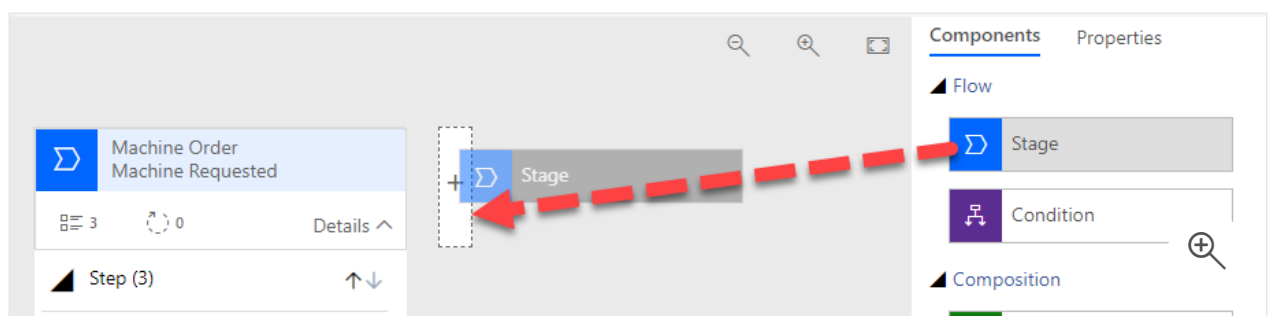 Components Properties
Flow
Machine Order
Machine Requested
Stage
Stage
Condition
3 0 Details
Step (3)
Composition